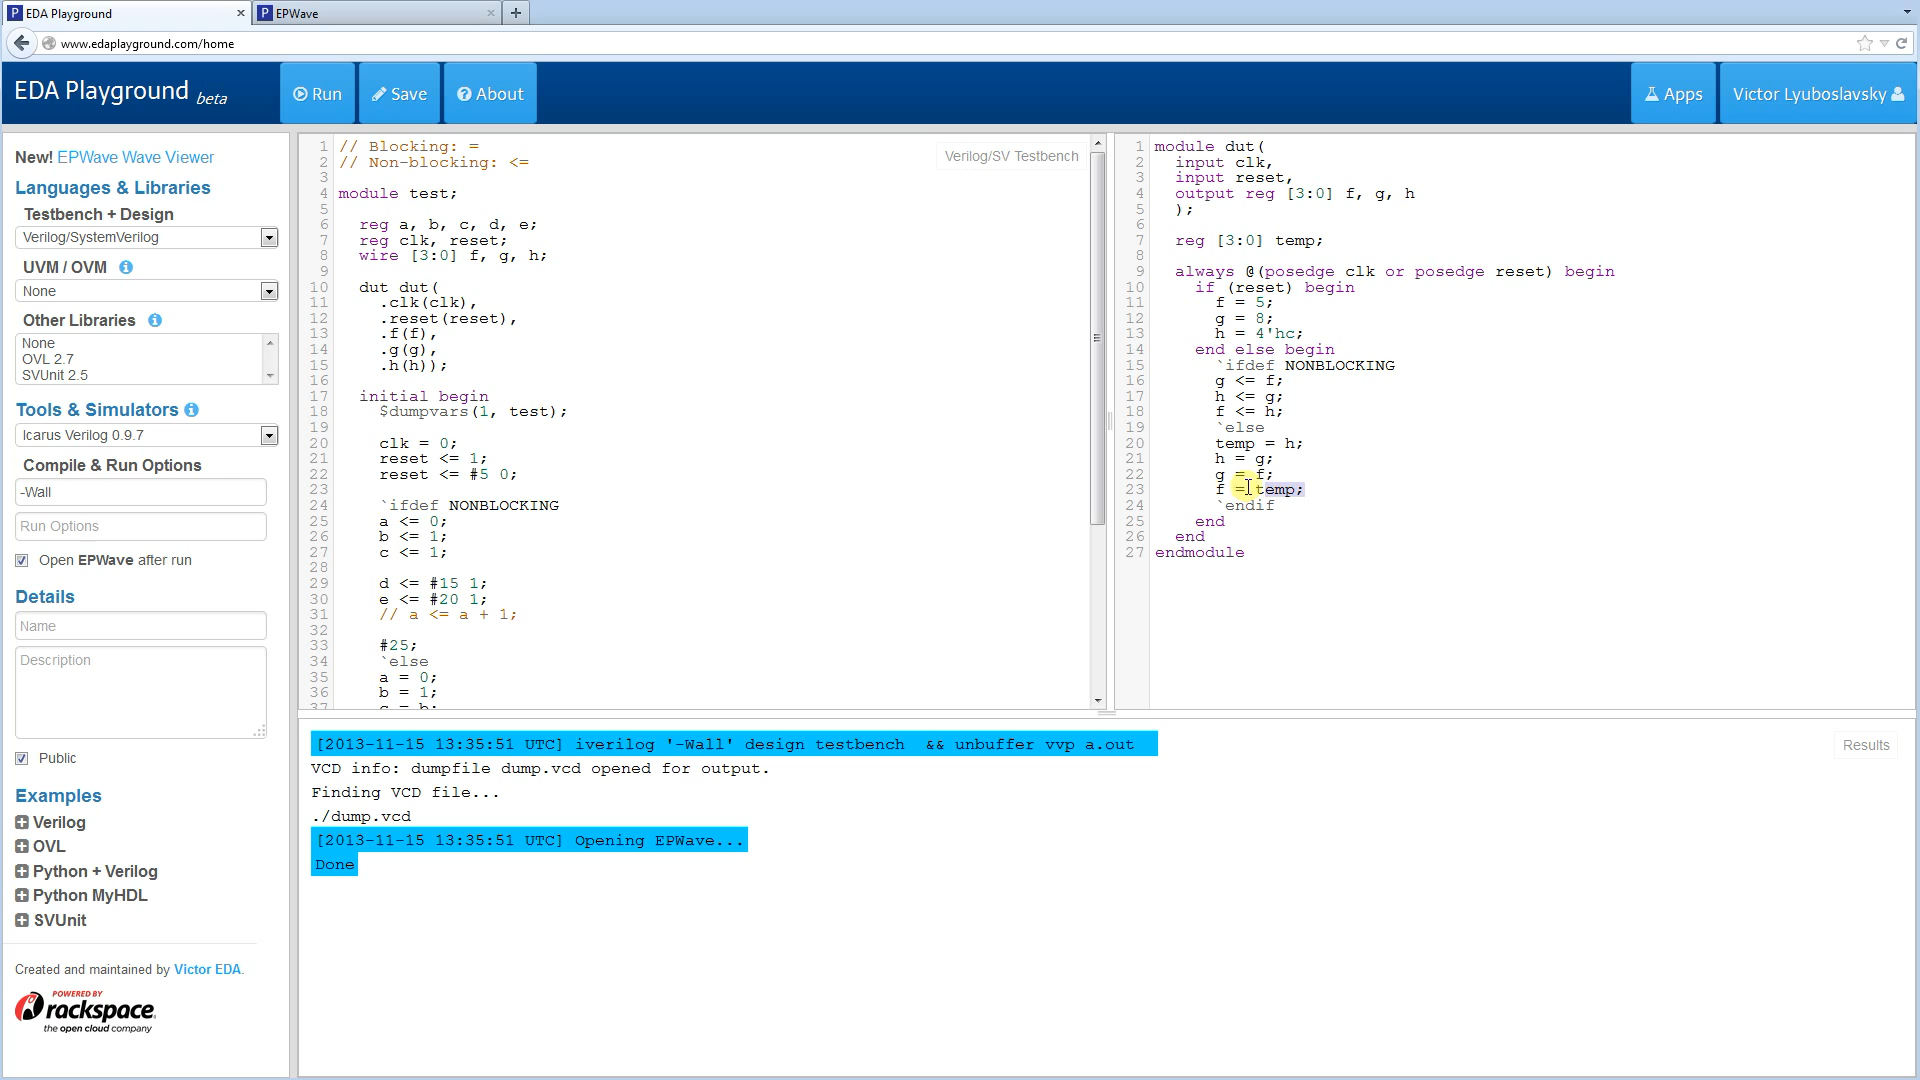 EDA Playground
EPWave
www.edaplayground.com/home
EDA Playground beta
Run
Save
About
Apps
Victor Lyuboslavsky
New! EPWave Wave Viewer
Languages & Libraries
Testbench + Design
Verilog/SystemVerilog
UVM / OVM
None
Other Libraries
None
OVL 2.7
SVUnit 2.5
Tools & Simulators
Icarus Verilog 0.9.7
Compile & Run Options
-Wall
Run Options
Open EPWave after run
Details
Name
Description
Public
Examples
Verilog
OVL
Python + Verilog
Python MyHDL
SVUnit
Created and maintained by Victor EDA.
POWERED BY
rackspace.
the open cloud company
Verilog/SV Testbench
1 // Blocking: =
2 // Non-blocking: <=
3
4 module test;
5
6 reg a, b, c, d, e;
7 reg clk, reset;
8 wire [3:0] f, g, h;
9
10 dut dut(
11 .clk(clk),
12 .reset(reset),
13 .f(f),
14 .g(g),
15 .h(h));
16
17 initial begin
18 $dumpvars(1, test);
19
20 clk = 0;
21 reset <= 1;
22 reset <= #5 0;
23
24 `ifdef NONBLOCKING
25 a <= 0;
26 b <= 1;
27 c <= 1;
28
29 d <= #15 1;
30 e <= #20 1;
31 // a <= a + 1;
32
33 #25;
34 `else
35 a = 0;
36 b = 1;
37 c = b;
1 module dut(
2 input clk,
3 input reset,
4 output reg [3:0] f, g, h
5 );
6
7 reg [3:0] temp;
8
9 always @(posedge clk or posedge reset) begin
10 if (reset) begin
11 f = 5;
12 g = 8;
13 h = 4'hc;
14 end else begin
15 `ifdef NONBLOCKING
16 g <= f;
17 h <= g;
18 f <= h;
19 `else
20 temp = h;
21 h = g;
22 g = f;
23 f = temp;
24 `endif
25 end
26 end
27 endmodule
Results
[2013-11-15 13:35:51 UTC] iverilog '-Wall' design testbench && unbuffer vvp a.out
VCD info: dumpfile dump.vcd opened for output.
Finding VCD file...
./dump.vcd
[2013-11-15 13:35:51 UTC] Opening EPWave...
Done